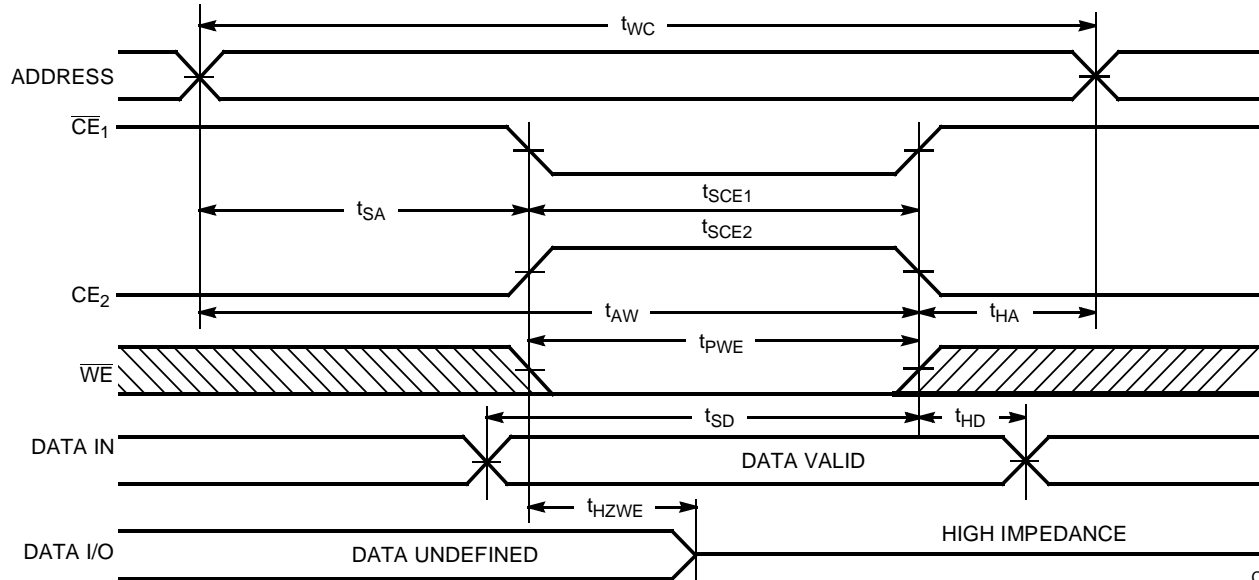 tWC
ADDRESS
CE1
tSCE1
tSA
tSCE2
CE2
tAW
tHA
tPWE
WE
tSD
tHD
DATA IN
DATA VALID
tHZWE
HIGH IMPEDANCE
DATA I/O
DATA UNDEFINED